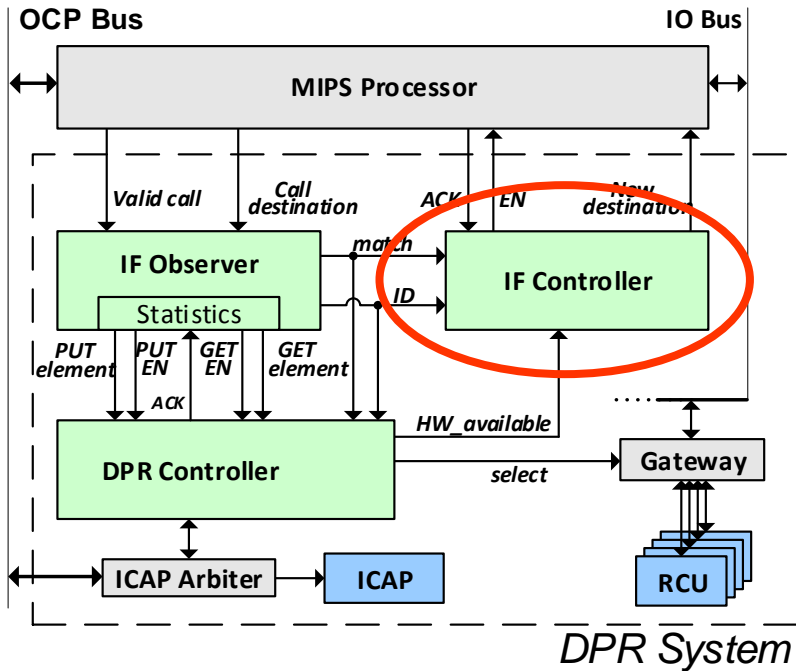 OCP Bus
IO Bus
MIPS Processor
Valid call
Call
destination
ACK
EN
New
destination
IF Observer
match
IF Controller
Statistics
ID
PUT
element
PUT
EN
ACK
GET
EN
GET
element
HW_available
DPR Controller
select
Gateway
ICAP Arbiter
ICAP
RCU
DPR System